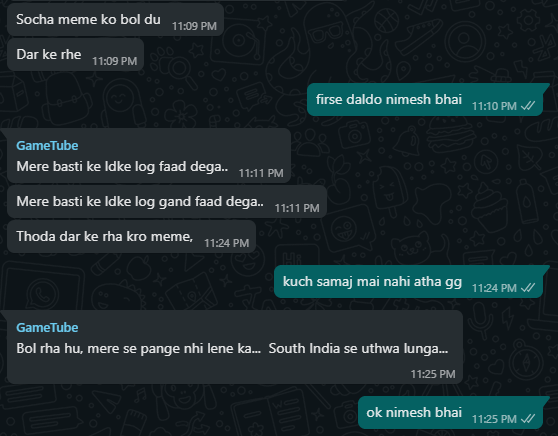 Socha meme ko bol du
11:09 PM
Dar ke rhe
11:09 PM
firse daldo nimesh bhai
11:10 PM
GameTube
Mere basti ke ldke log faad dega..
11:11 PM
Mere basti ke ldke log gand faad dega..
11:11 PM
Thoda dar ke rha kro meme,
11:24 PM
kuch samaj mai nahi atha gg
11:24 PM
GameTube
Bol rha hu, mere se pange nhi lene ka... South India se uthwa lunga...
11:25 PM
ok nimesh bhai
11:25 PM